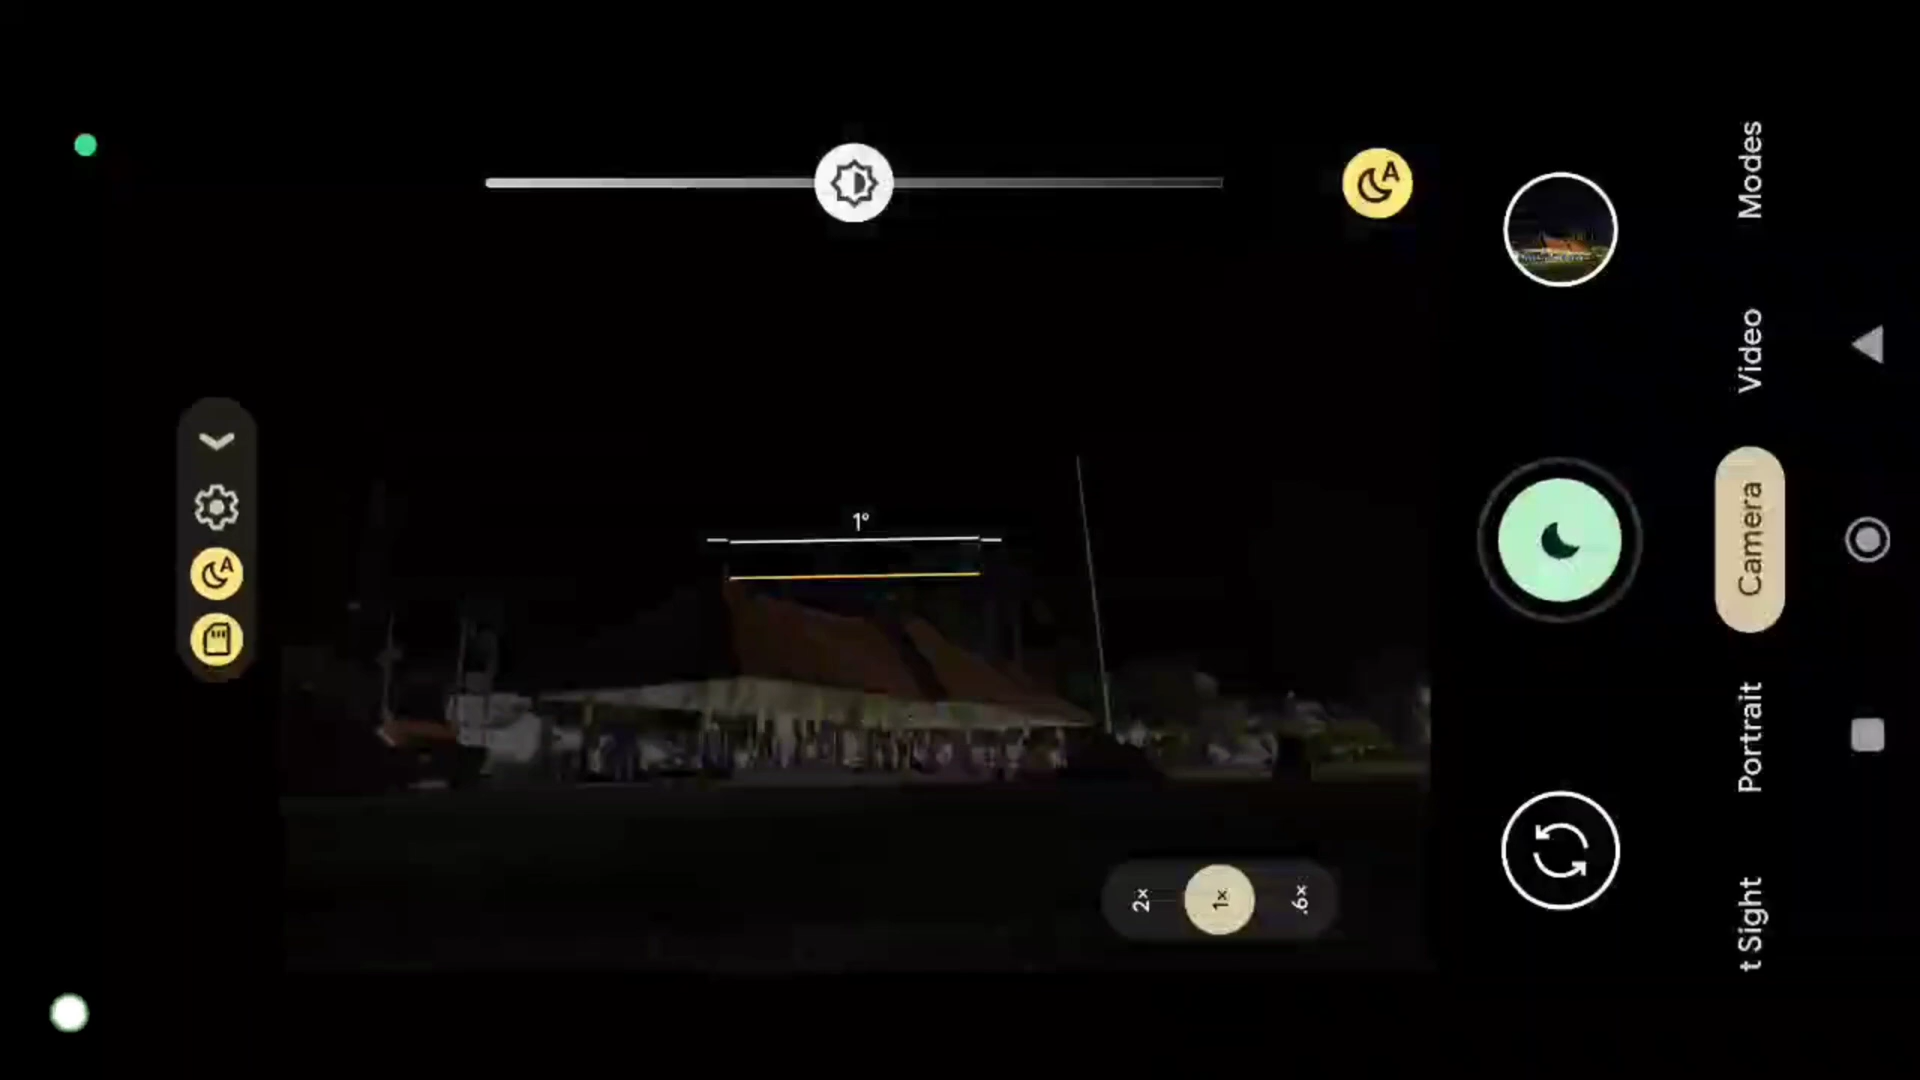 A
Modes
Video
1°
A
Camera
Portrait
2×
1×
.6×
t Sight